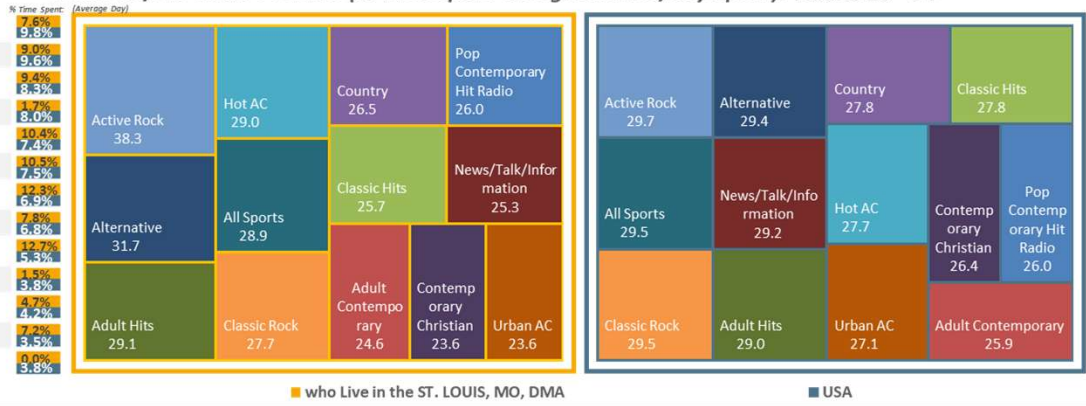 % Time Spent: (Average Day)
7.6%
9.8%
9.0%
9.6%
9.4%
8.3%
1.7%
8.0%
10.4%
7.4%
10.5%
7.5%
12.3%
6.9%
7.8%
6.8%
12.7%
5.3%
1.5%
3.8%
4.7%
4.2%
7.2%
3.5%
0.0%
3.8%
Active Rock
38.3
Alternative
31.7
Adult Hits
29.1
Hot AC
29.0
All Sports
28.9
Classic Rock
27.7
Country
26.5
Pop
Contemporary
Hit Radio
26.0
Classic Hits
25.7
News/Talk/Infor
mation
25.3
Adult
Contempo
rary
24.6
Contemp
orary
Christian
23.6
Urban AC
23.6
Active Rock
29.7
All Sports
29.5
Classic Rock
29.5
Alternative
29.4
News/Talk/Info
rmation
29.2
Adult Hits
29.0
Country
27.8
Classic Hits
27.8
Hot AC
27.7
Urban AC
27.1
Contemp
orary
Christian
26.4
Pop
Contemp
orary Hit
Radio
26.0
Adult Contemporary
25.9
who Live in the ST. LOUIS, MO, DMA
USA